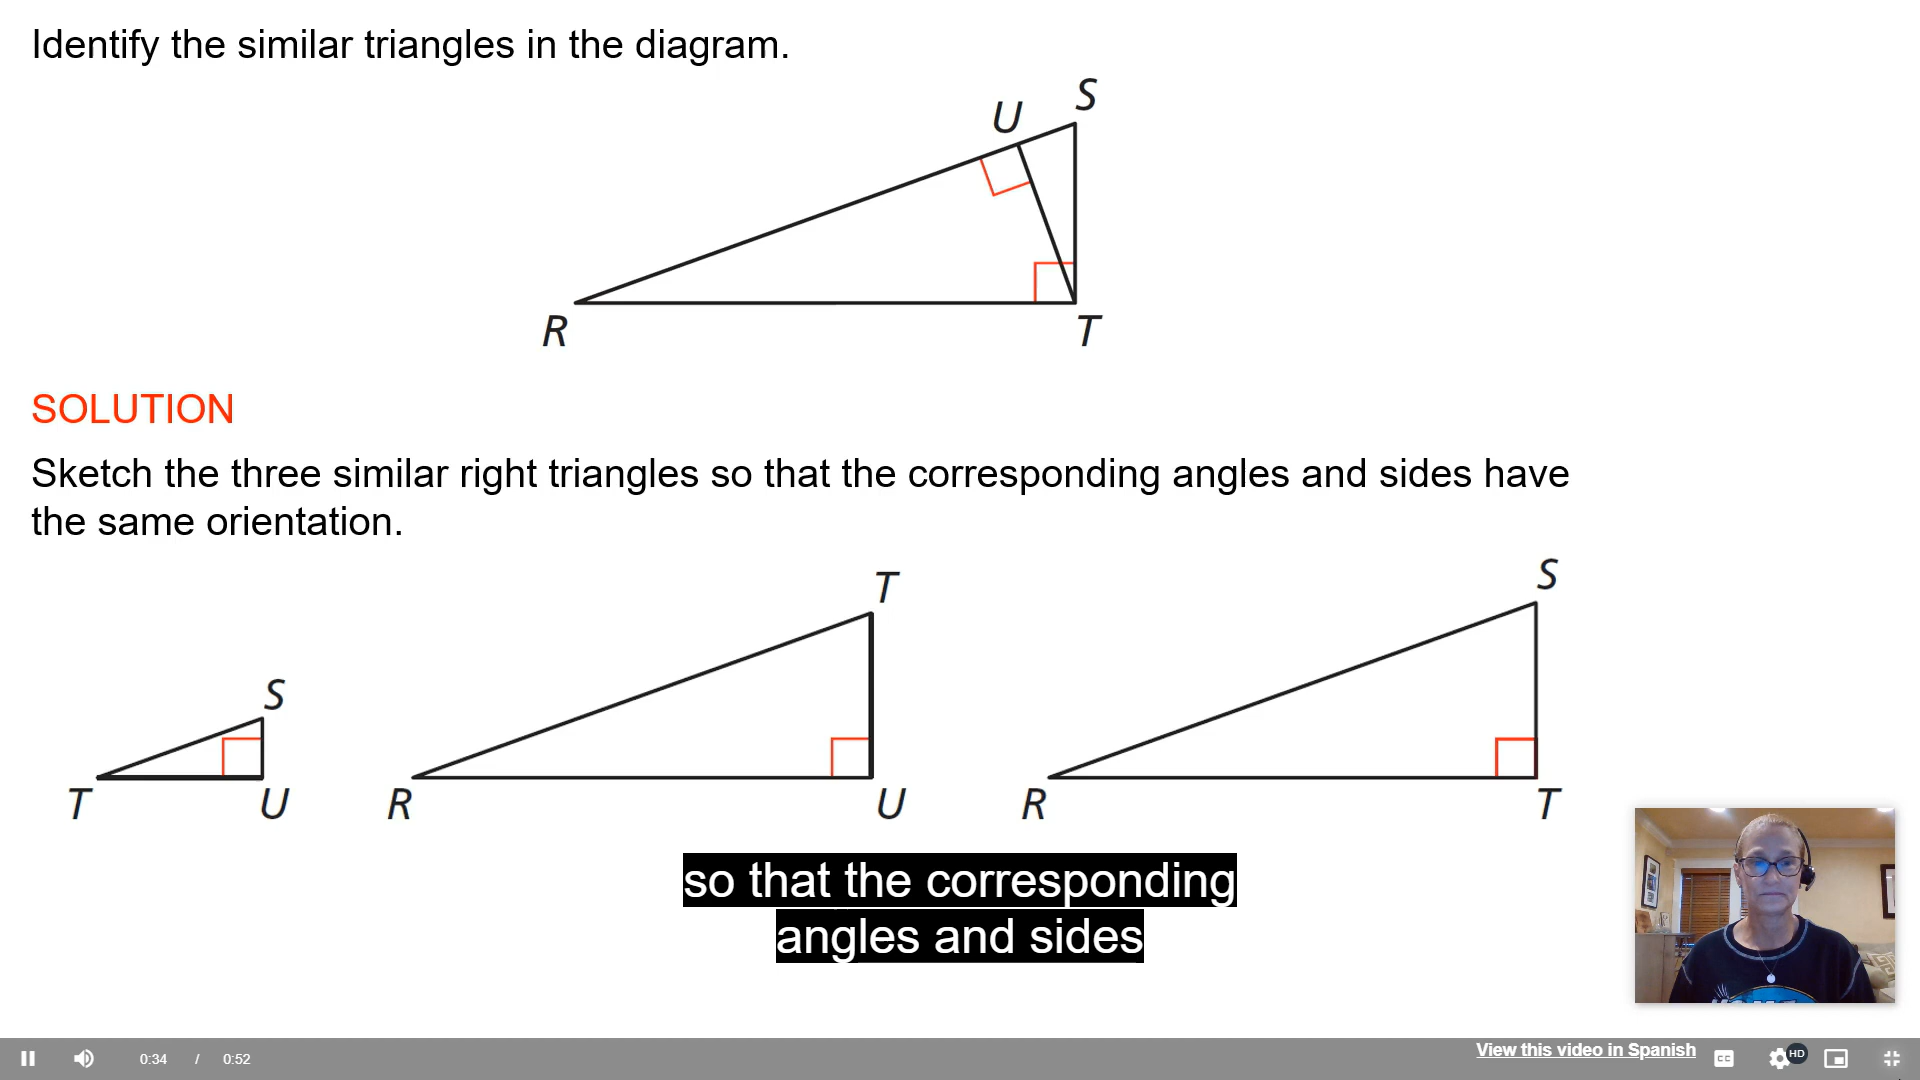 Identify the similar triangles in the diagram.
S
U
R
T
SOLUTION
Sketch the three similar right triangles so that the corresponding angles and sides have
the same orientation.
S
T
U
T
R
U
S
R
T
so that the corresponding
angles and sides
0:34 / 0:52
View this video in Spanish
CC
HD